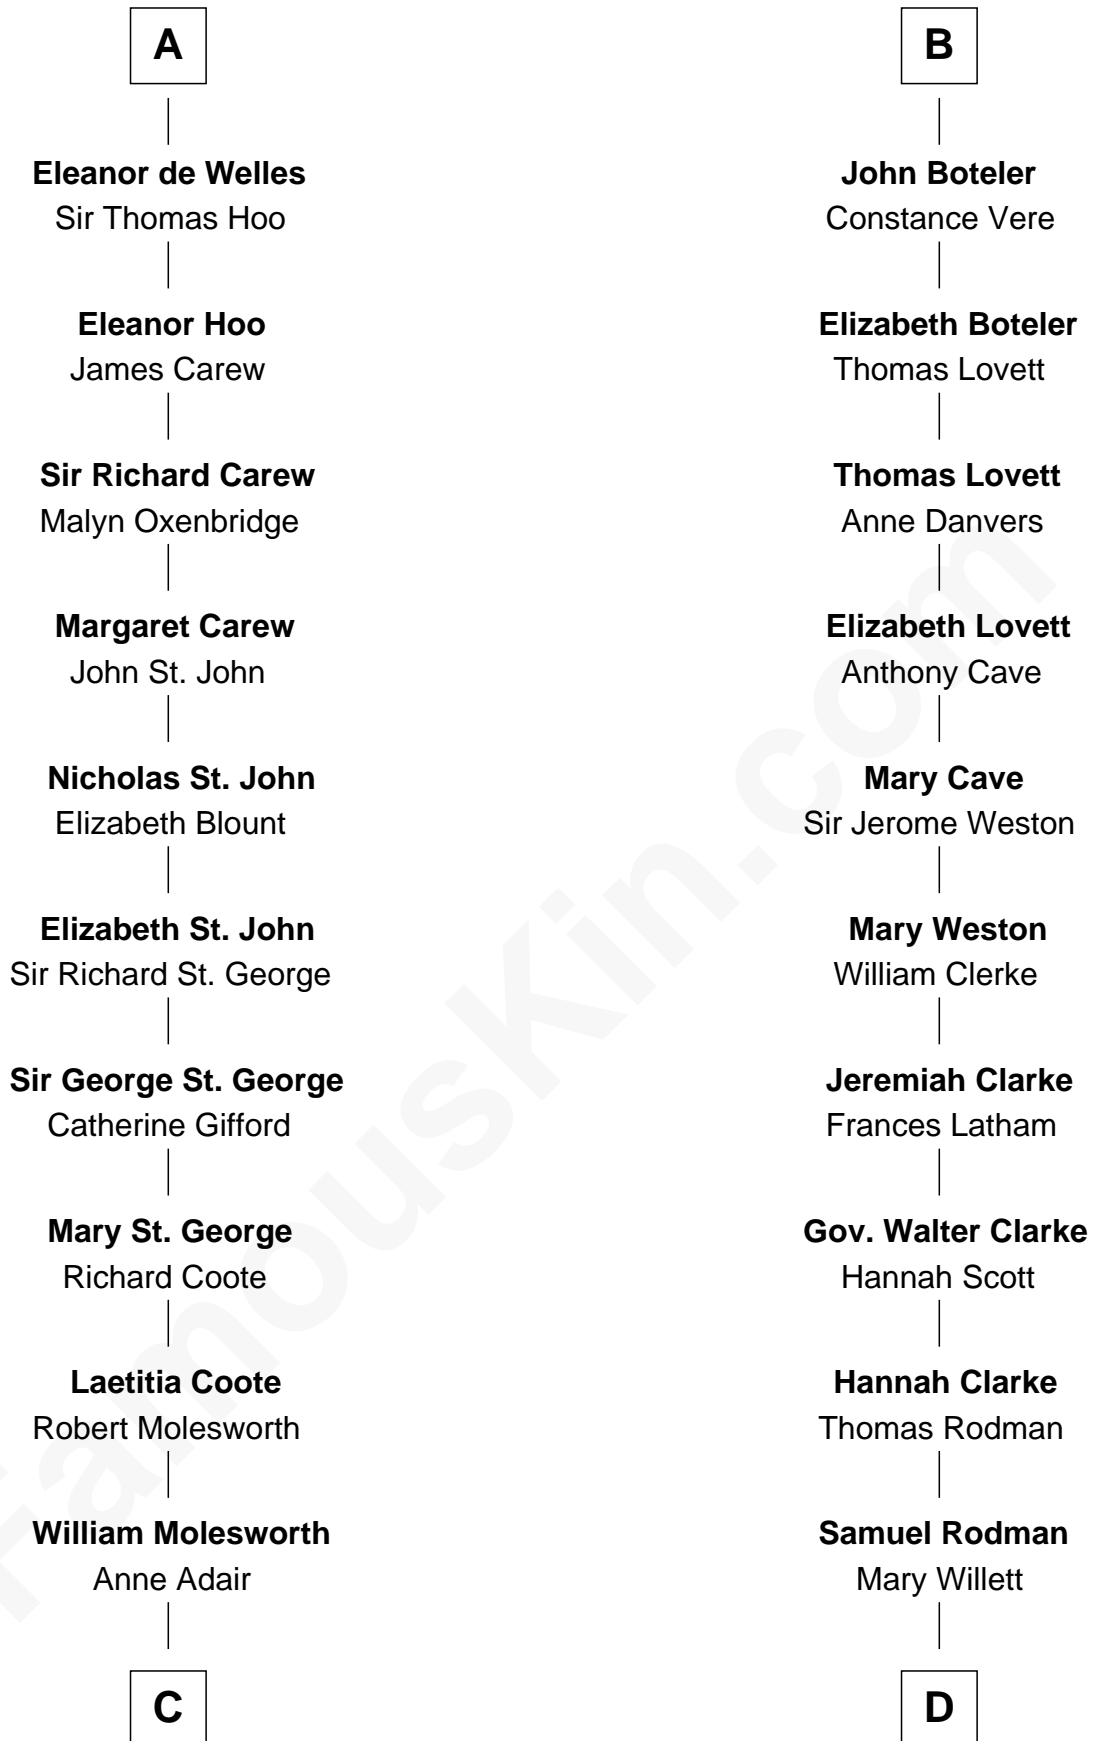 A
Eleanor de Welles
Sir Thomas Hoo
Eleanor Hoo
James Carew
Sir Richard Carew
Malyn Oxenbridge
Margaret Carew
John St. John
Nicholas St. John
Elizabeth Blount
Elizabeth St. John
Sir Richard St. George
Sir George St. George
Catherine Gifford
Mary St. George
Richard Coote
Laetitia Coote
Robert Molesworth
William Molesworth
Anne Adair
C
B
John Boteler
Constance Vere
Elizabeth Boteler
Thomas Lovett
Thomas Lovett
Anne Danvers
Elizabeth Lovett
Anthony Cave
Mary Cave
Sir Jerome Weston
Mary Weston
William Clerke
Jeremiah Clarke
Frances Latham
Gov. Walter Clarke
Hannah Scott
Hannah Clarke
Thomas Rodman
Samuel Rodman
Mary Willett
D
FamousKin.com